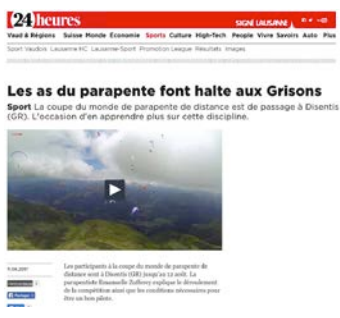 (24)heures
SIGNÉ LAUSANNE
Vaud & Régions Suisse Monde Économie Sports Culture High-Tech People Vivre Savoirs Auto Plus
Sport Vaudois Lausanne HC Lausanne-Sport Promotion League Résultats Images
Les as du parapente font halte aux Grisons
Sport La coupe du monde de parapente de distance est de passage à Disentis
(GR). L'occasion d'en apprendre plus sur cette discipline.
Les participants à la coupe du monde de parapente de
distance sont à Disentis (GR) jusqu'au 12 août. La
parapentiste Emanuelle Zufferey explique le déroulement
de la compétition ainsi que les conditions nécessaires pour
être un bon pilote.